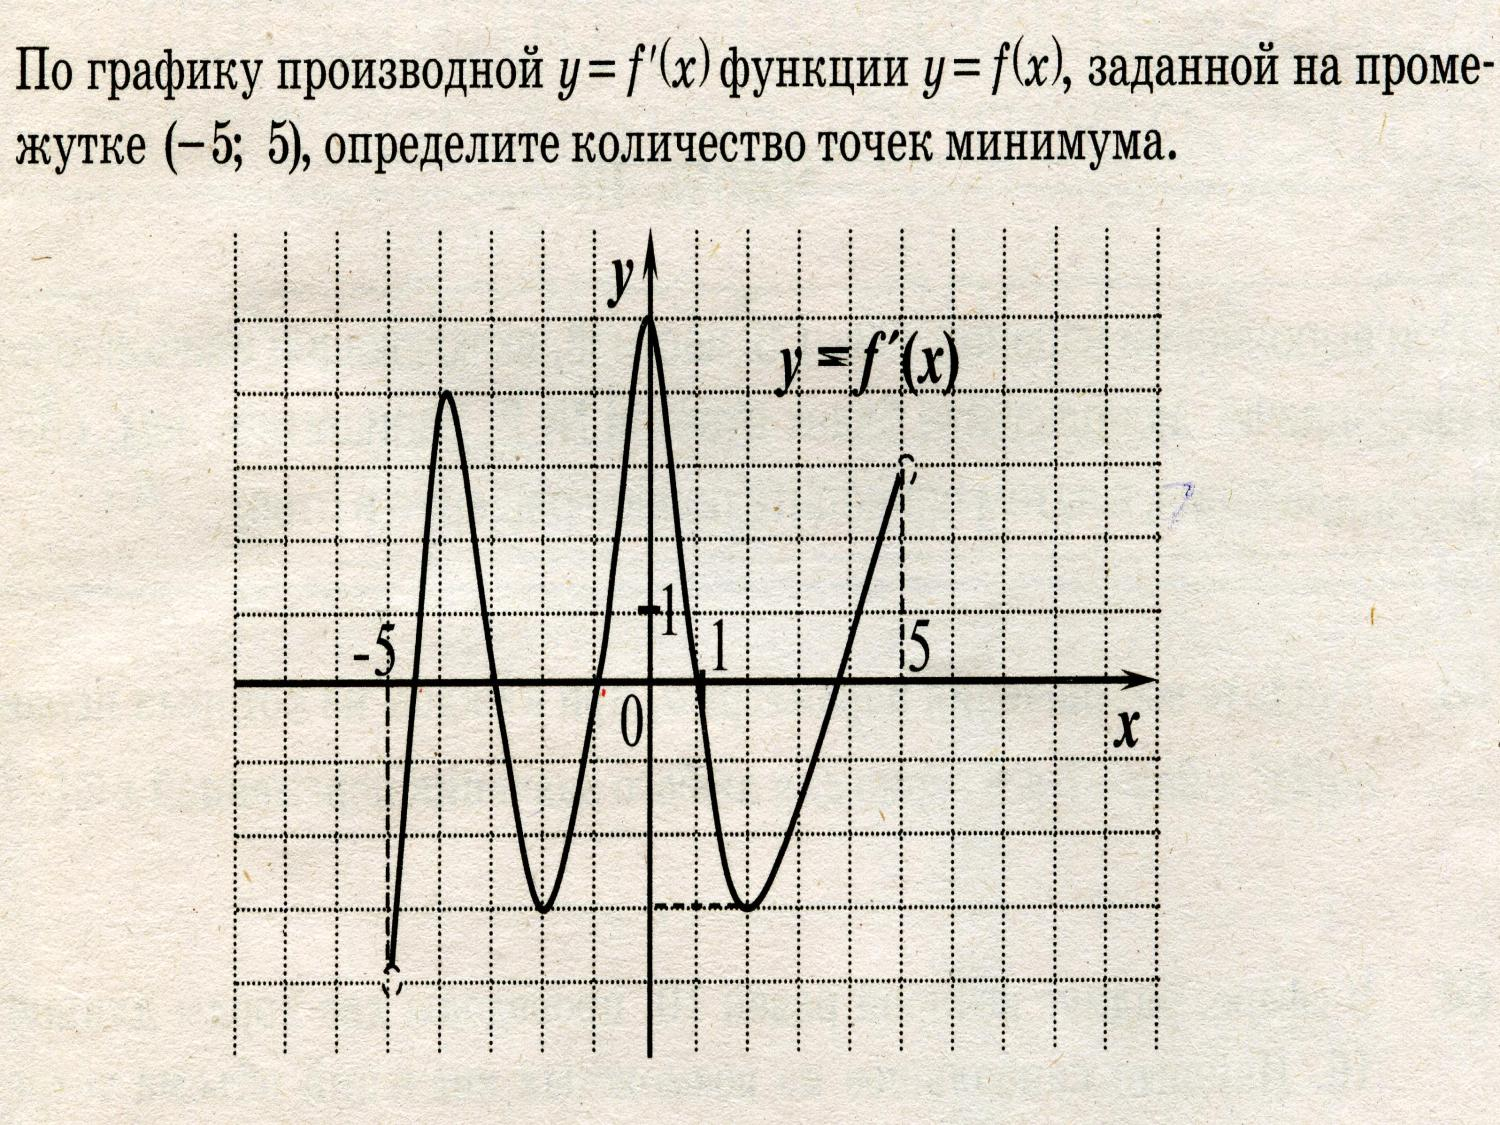 По графику производной y = f′(x) функции y = f(x), заданной на проме-
жутке (−5; 5), определите количество точек минимума.
y
y = f′(x)
1
-5
1
5
0
x